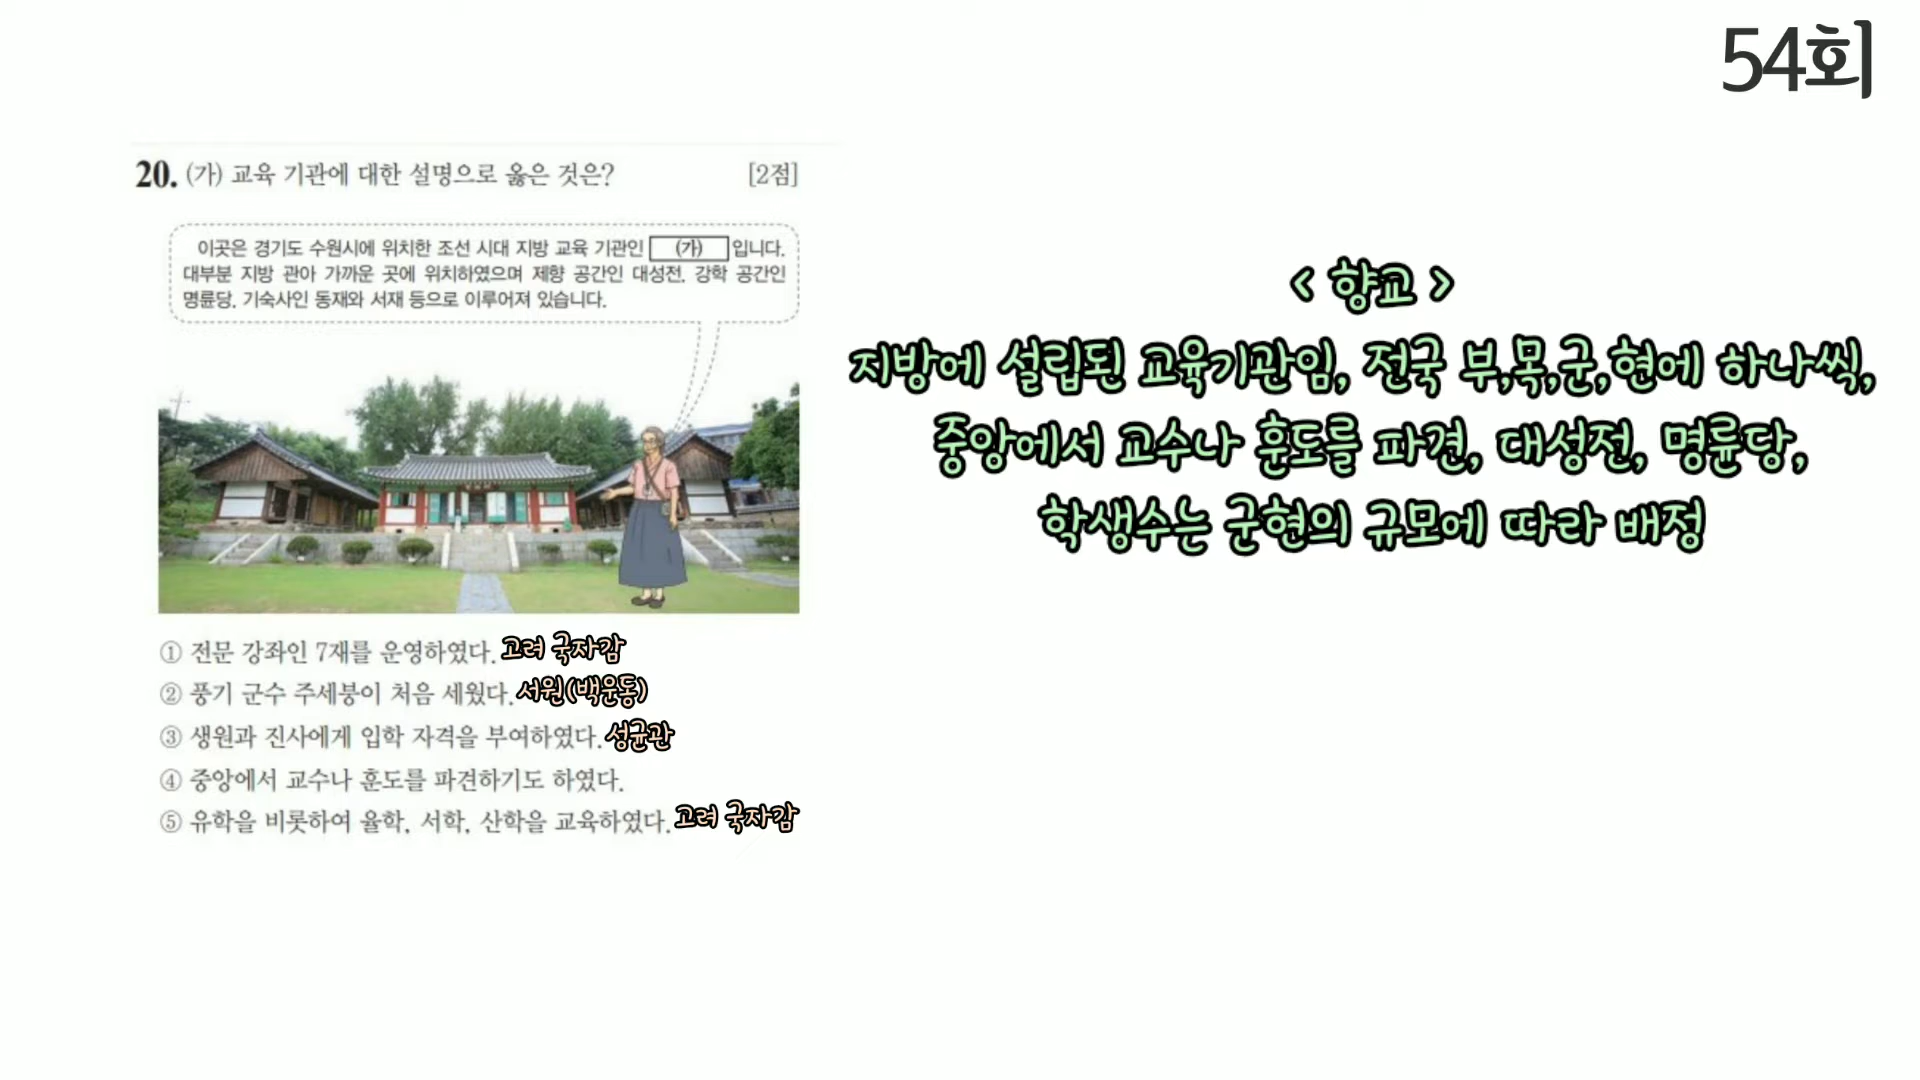 54회
20. (가) 교육 기관에 대한 설명으로 옳은 것은? [2점]
이곳은 경기도 수원시에 위치한 조선 시대 지방 교육 기관인 (가) 입니다.
대부분 지방 관아 가까운 곳에 위치하였으며 제향 공간인 대성전, 강학 공간인
명륜당, 기숙사인 동재와 서재 등으로 이루어져 있습니다.
① 전문 강좌인 7재를 운영하였다. 고려 국자감
② 풍기 군수 주세붕이 처음 세웠다. 서원(백운동)
③ 생원과 진사에게 입학 자격을 부여하였다. 성균관
④ 중앙에서 교수나 훈도를 파견하기도 하였다.
⑤ 유학을 비롯하여 율학, 서학, 산학을 교육하였다. 고려 국자감
< 향교 >
지방에 설립된 교육기관임, 전국 부,목,군,현에 하나씩,
중앙에서 교수나 훈도를 파견, 대성전, 명륜당,
학생수는 군현의 규모에 따라 배정